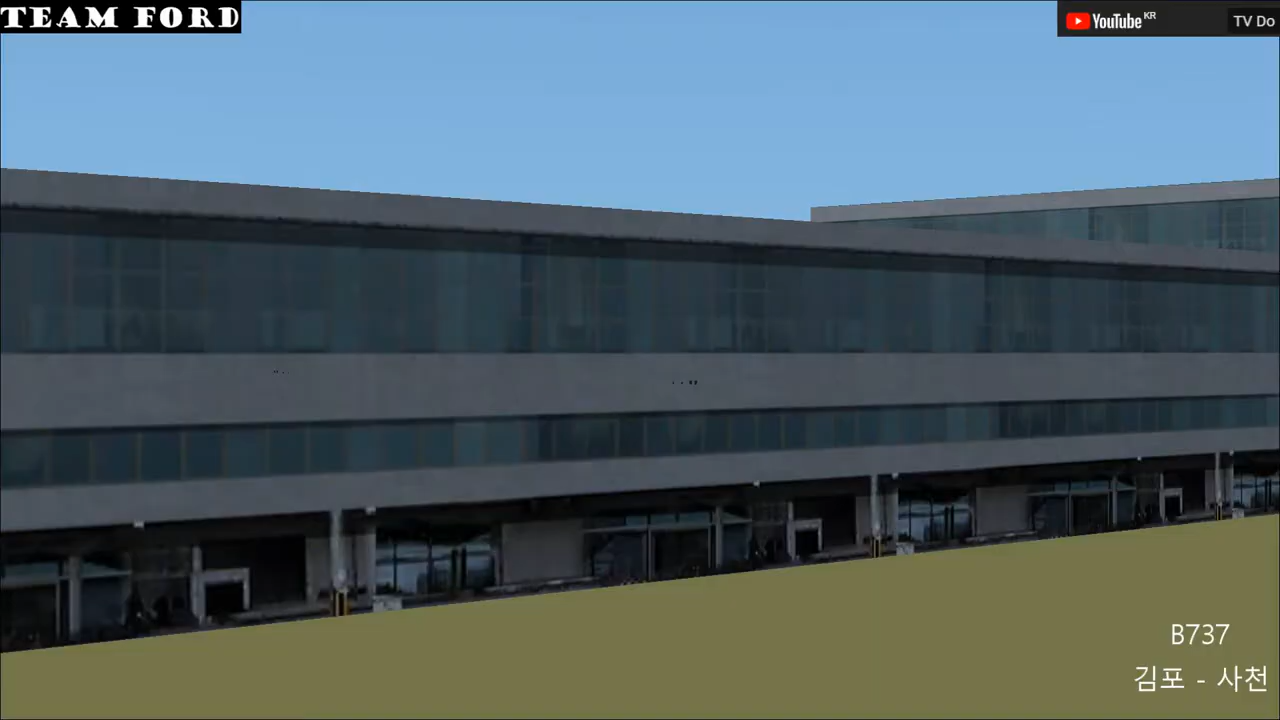 TEAM FORD
YouTube KR
TV Do
B737
김포 - 사천